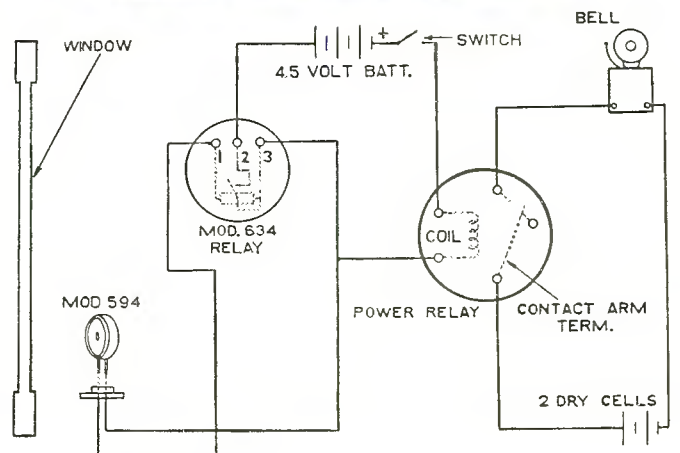 BELL
WINDOW
+
SWITCH
4.5 VOLT BATT.
1 2 3
MOD. 634
RELAY
COIL
MOD 594
POWER RELAY
CONTACT ARM
TERM.
2 DRY CELLS